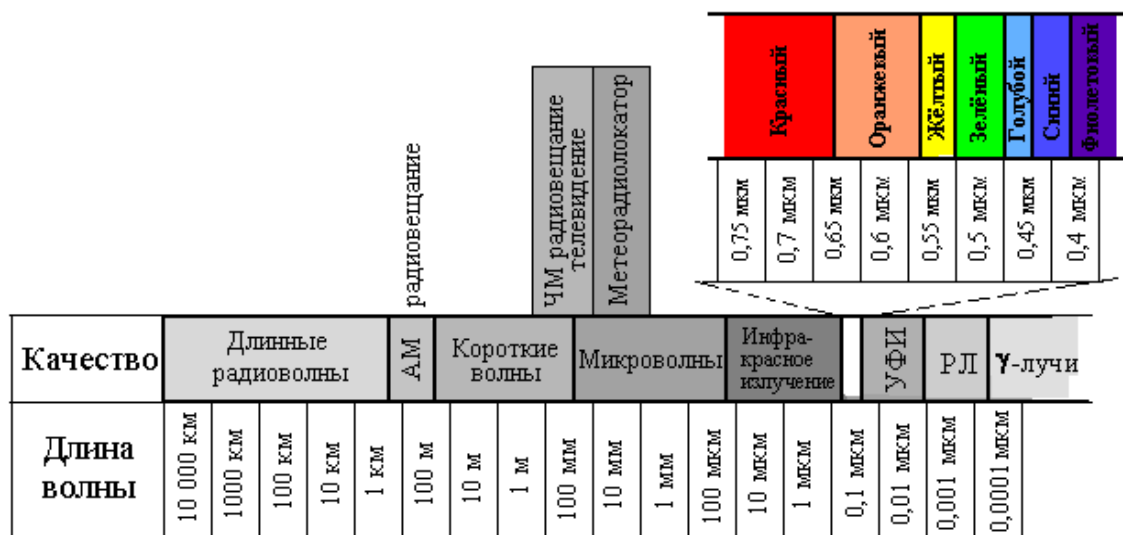 Красный
Оранжевый
Жёлтый
Зелёный
Голубой
Синий
Фиолетовый
0,75 мкм
0,7 мкм
0,65 мкм
0,6 мкм
0,55 мкм
0,5 мкм
0,45 мкм
0,4 мкм
радиовещание
ЧМ радиовещание
телевидение
Метеорадиолокатор
Качество
Длинные
радиоволны
АМ
Короткие
волны
Микроволны
Инфра-
красное
излучение
УФИ
РЛ
γ-лучи
Длина
волны
10 000 км
1000 км
100 км
10 км
1 км
100 м
10 м
1 м
100 мм
10 мм
1 мм
100 мкм
10 мкм
1 мкм
0,1 мкм
0,01 мкм
0,001 мкм
0,0001 мкм